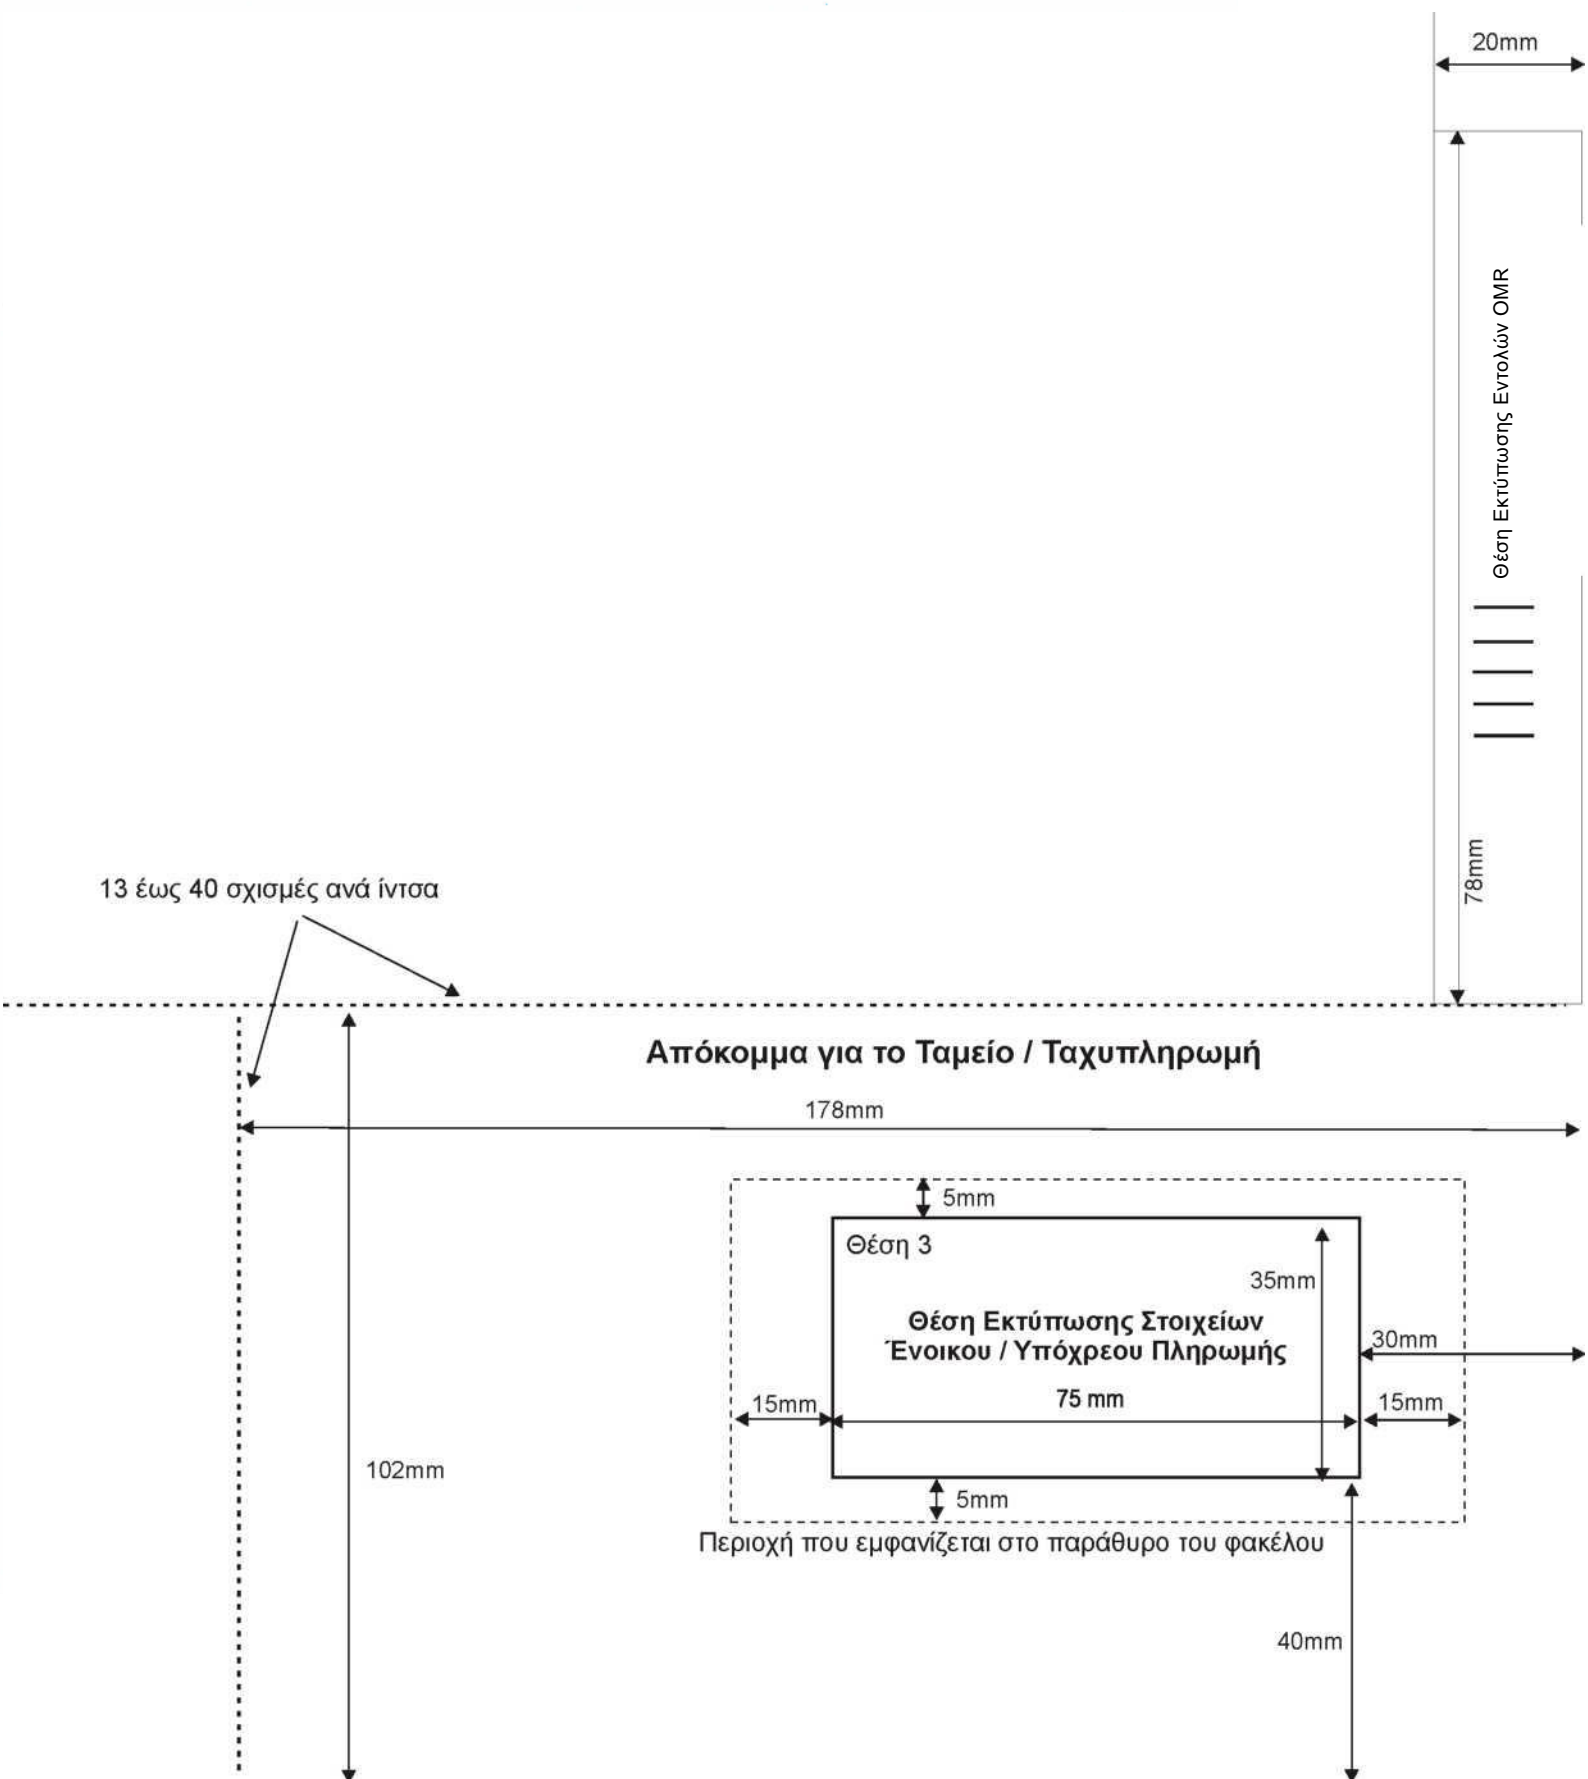 20mm
Θέση Εκτύπωσης Εντολών OMR
78mm
13 έως 40 σχισμές ανά ίντσα
Απόκομμα για το Ταμείο / Ταχυπληρωμή
178mm
5mm
Θέση 3
35mm
Θέση Εκτύπωσης Στοιχείων
Ένοικου / Υπόχρεου Πληρωμής
30mm
15mm
75 mm
15mm
102mm
5mm
Περιοχή που εμφανίζεται στο παράθυρο του φακέλου
40mm